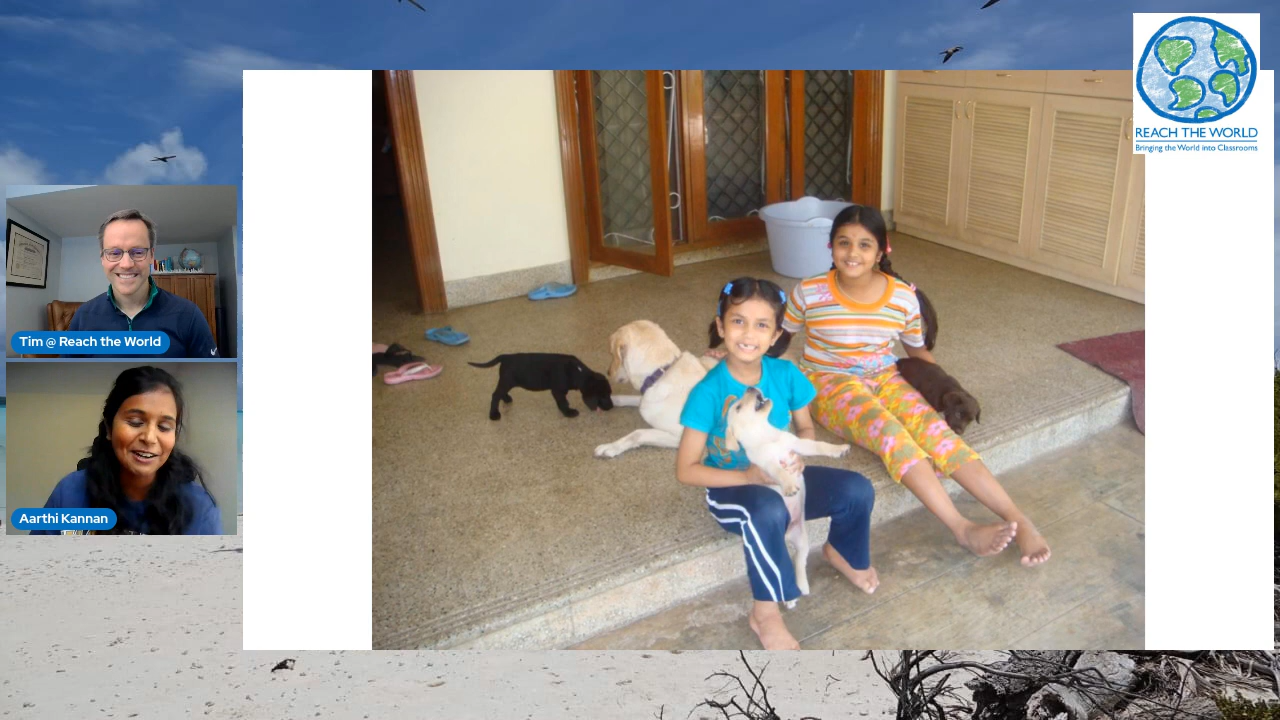 REACH THE WORLD
Bringing the World into Classrooms
Tim @ Reach the World
Aarthi Kannan